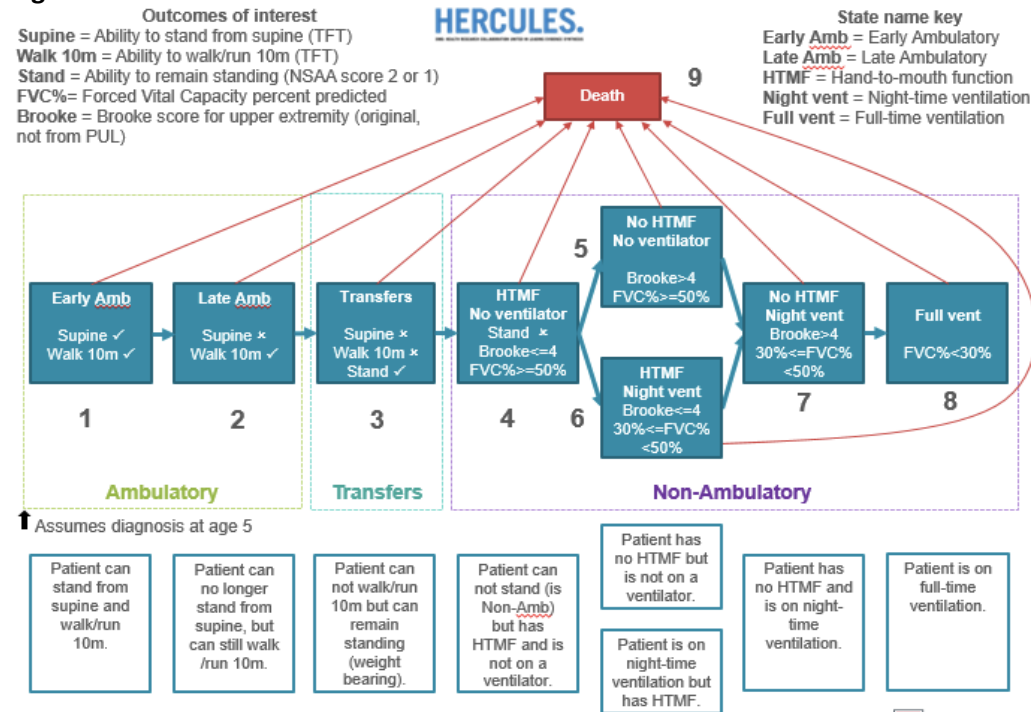 Outcomes of interest
Supine = Ability to stand from supine (TFT)
Walk 10m = Ability to walk/run 10m (TFT)
Stand = Ability to remain standing (NSAA score 2 or 1)
FVC%= Forced Vital Capacity percent predicted
Brooke = Brooke score for upper extremity (original,
not from PUL)
HERCULES.
State name key
Early Amb = Early Ambulatory
Late Amb = Late Ambulatory
HTMF = Hand-to-mouth function
Night vent = Night-time ventilation
Full vent = Full-time ventilation
Death
9
Early Amb
Supine ✓
Walk 10m ✓
1
Late Amb
Supine ×
Walk 10m ✓
2
Transfers
Supine ×
Walk 10m ×
Stand ✓
3
HTMF
No ventilator
Stand ×
Brooke<=4
FVC%>=50%
4
5
No HTMF
No ventilator
Brooke>4
FVC%>=50%
6
HTMF
Night vent
Brooke<=4
30%<=FVC%
<50%
No HTMF
Night vent
Brooke>4
30%<=FVC%
<50%
7
Full vent
FVC%<30%
8
Ambulatory
Transfers
Non-Ambulatory
Assumes diagnosis at age 5
Patient can
stand from
supine and
walk/run
10m.
Patient can
no longer
stand from
supine, but
can still walk
/run 10m.
Patient can
not walk/run
10m but can
remain
standing
(weight
bearing).
Patient can
not stand (is
Non-Amb)
but has
HTMF and is
not on a
ventilator.
Patient has
no HTMF but
is not on a
ventilator.
Patient is on
night-time
ventilation but
has HTMF.
Patient has
no HTMF and
is on night-
time
ventilation.
Patient is on
full-time
ventilation.